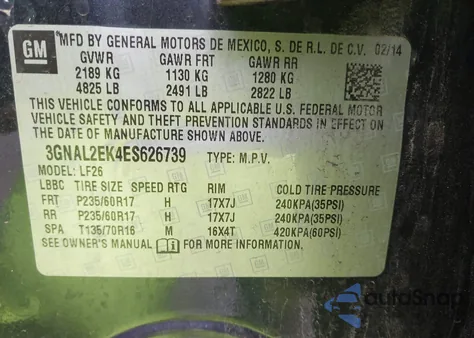 GM
MFD BY GENERAL MOTORS DE MEXICO, S. DE R.L. DE C.V. 02/14
GVWR GAWR FRT GAWR RR
2189 KG 1130 KG 1280 KG
4825 LB 2491 LB 2822 LB
THIS VEHICLE CONFORMS TO ALL APPLICABLE U.S. FEDERAL MOTOR
VEHICLE SAFETY AND THEFT PREVENTION STANDARDS IN EFFECT ON
THE DATE OF MANUFACTURE SHOWN ABOVE.
3GNAL2EK4ES626739 TYPE: M.P.V.
MODEL: LF26
LBBC TIRE SIZE SPEED RTG RIM COLD TIRE PRESSURE
FRT P235/60R17 H 17X7J 240KPA(35PSI)
RR P235/60R17 H 17X7J 240KPA(35PSI)
SPA T135/70R16 M 16X4T 420KPA(60PSI)
SEE OWNER'S MANUAL FOR MORE INFORMATION
autoSnap